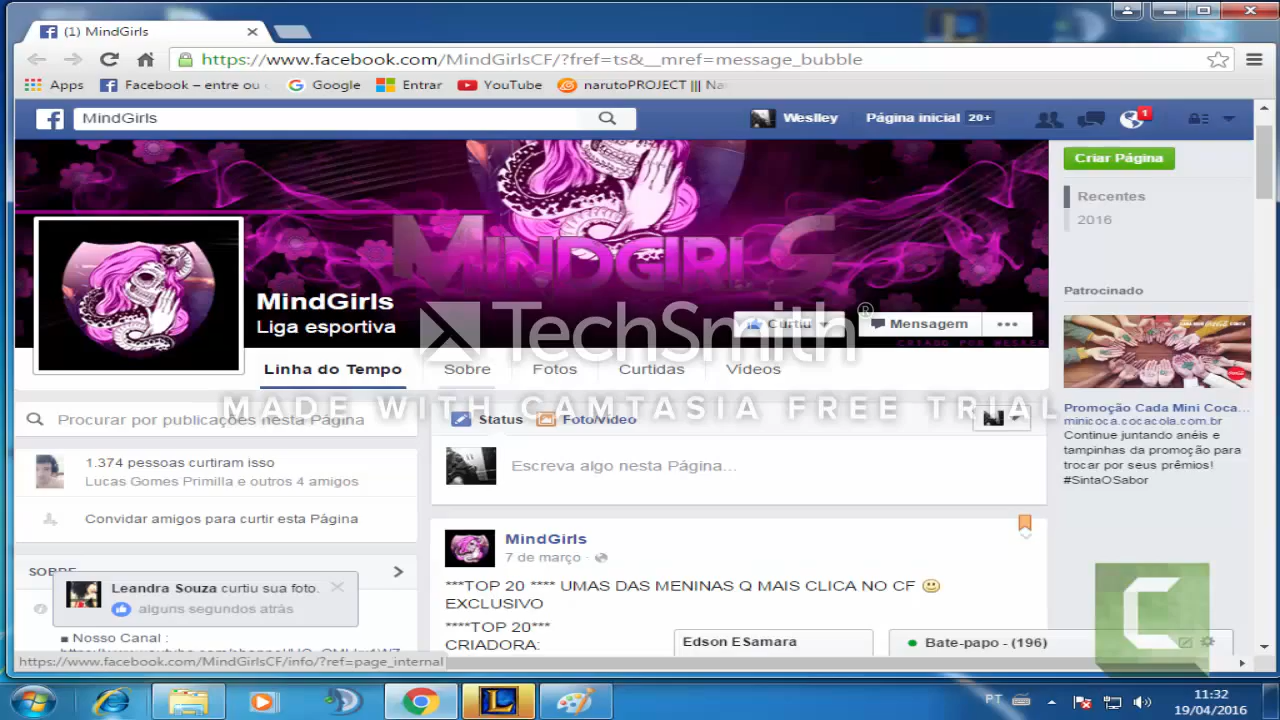 (1) MindGirls
https://www.facebook.com/MindGirlsCF/?fref=ts&__mref=message_bubble
Apps Facebook – entre ou Google Entrar YouTube narutoPROJECT ||| Na
MindGirls Weslley Página inicial 20+ 1
Criar Página
Recentes
2016
MINDGIRLS
MindGirls
Liga esportiva
Curtiu Mensagem
CRIADO POR WESKER
TechSmith ®
MADE WITH CAMTASIA FREE TRIAL
Linha do Tempo Sobre Fotos Curtidas Vídeos
Patrocinado
Promoção Cada Mini Coca...
minicoca.cocacola.com.br
Continue juntando anéis e
tampinhas da promoção para
trocar por seus prêmios!
#SintaOSabor
Procurar por publicações nesta Página
1.374 pessoas curtiram isso
Lucas Gomes Primilla e outros 4 amigos
Convidar amigos para curtir esta Página
SOBRE
Leandra Souza curtiu sua foto.
alguns segundos atrás
Nosso Canal :
Status Foto/Vídeo
Escreva algo nesta Página...
MindGirls
7 de março
***TOP 20 **** UMAS DAS MENINAS Q MAIS CLICA NO CF
EXCLUSIVO
****TOP 20***
CRIADORA:
Edson ESamara
Bate-papo - (196)
https://www.facebook.com/MindGirlsCF/info/?ref=page_internal
PT
11:32
19/04/2016